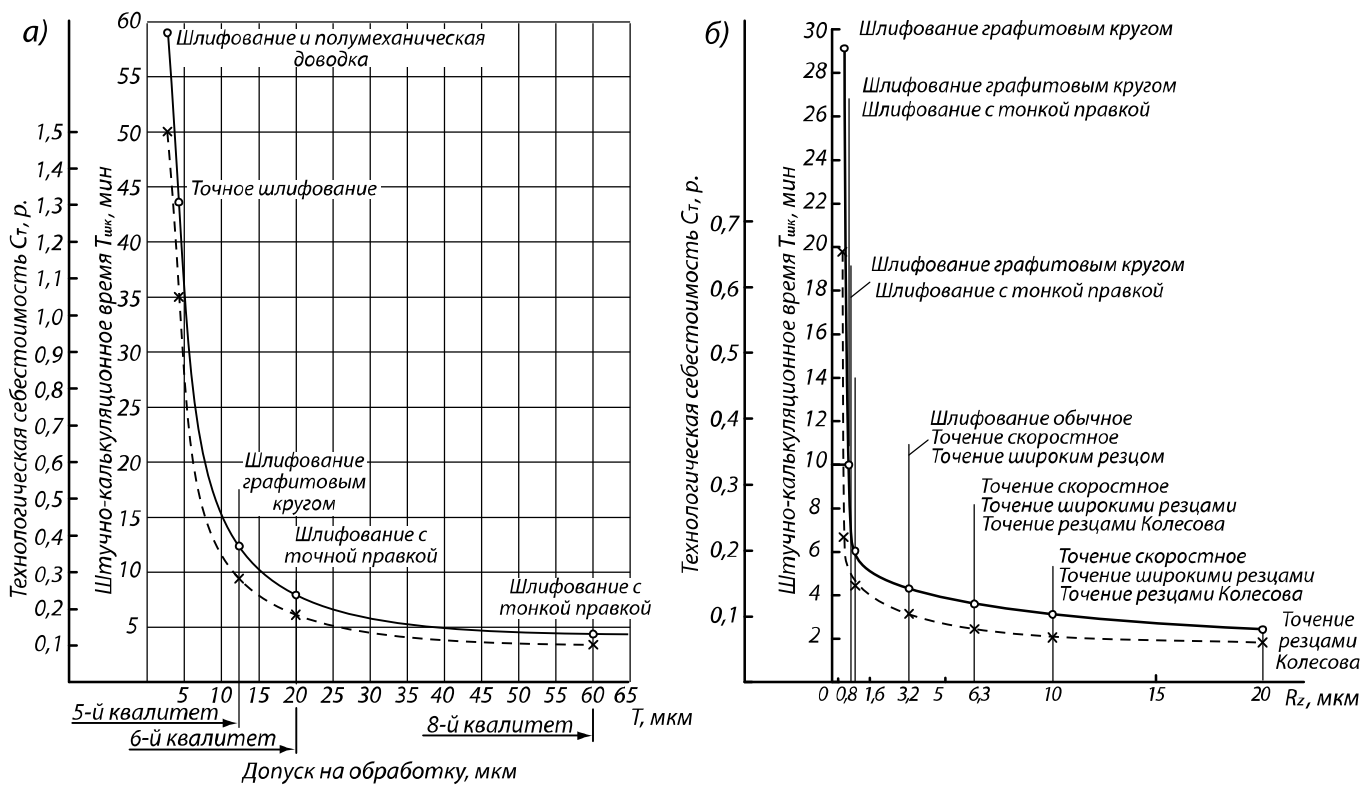 а)
Технологическая себестоимость Cт, р.
1,5
1,4
1,3
1,2
1,1
1,0
0,9
0,8
0,7
0,6
0,5
0,4
0,3
0,2
0,1
Штучно-калькуляционное время Tшк, мин
60
55
50
45
40
35
30
25
20
15
10
5
Шлифование и полумеханическая
доводка
Точное шлифование
Шлифование
графитовым
кругом
Шлифование с
точной правкой
Шлифование с
тонкой правкой
5 10 15 20 25 30 35 40 45 50 55 60 65
T, мкм
5-й квалитет
6-й квалитет
8-й квалитет
Допуск на обработку, мкм
б)
Технологическая себестоимость Cт, р.
0,7
0,6
0,5
0,4
0,3
0,2
0,1
Штучно-калькуляционное время Tшк, мин
30
28
26
24
22
20
18
16
14
12
10
8
6
4
2
Шлифование графитовым кругом
Шлифование графитовым кругом
Шлифование с тонкой правкой
Шлифование графитовым кругом
Шлифование с тонкой правкой
Шлифование обычное
Точение скоростное
Точение широким резцом
Точение скоростное
Точение широкими резцами
Точение резцами Колесова
Точение скоростное
Точение широкими резцами
Точение резцами Колесова
Точение
резцами
Колесова
0 0,8 1,6 3,2 5 6,3 10 15 20 Rz, мкм